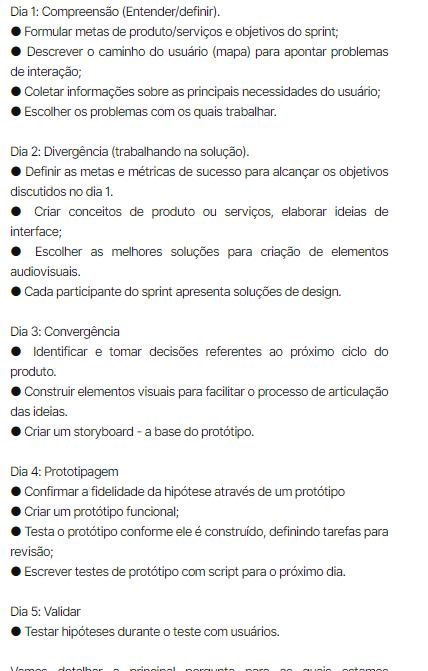 Dia 1: Compreensão (Entender/definir).
● Formular metas de produto/serviços e objetivos do sprint;
● Descrever o caminho do usuário (mapa) para apontar problemas
de interação;
● Coletar informações sobre as principais necessidades do usuário;
● Escolher os problemas com os quais trabalhar.
Dia 2: Divergência (trabalhando na solução).
● Definir as metas e métricas de sucesso para alcançar os objetivos
discutidos no dia 1.
● Criar conceitos de produto ou serviços, elaborar ideias de
interface;
● Escolher as melhores soluções para criação de elementos
audiovisuais.
● Cada participante do sprint apresenta soluções de design.
Dia 3: Convergência
● Identificar e tomar decisões referentes ao próximo ciclo do
produto.
● Construir elementos visuais para facilitar o processo de articulação
das ideias.
● Criar um storyboard - a base do protótipo.
Dia 4: Prototipagem
● Confirmar a fidelidade da hipótese através de um protótipo
● Criar um protótipo funcional;
● Testa o protótipo conforme ele é construído, definindo tarefas para
revisão;
● Escrever testes de protótipo com script para o próximo dia.
Dia 5: Validar
● Testar hipóteses durante o teste com usuários.